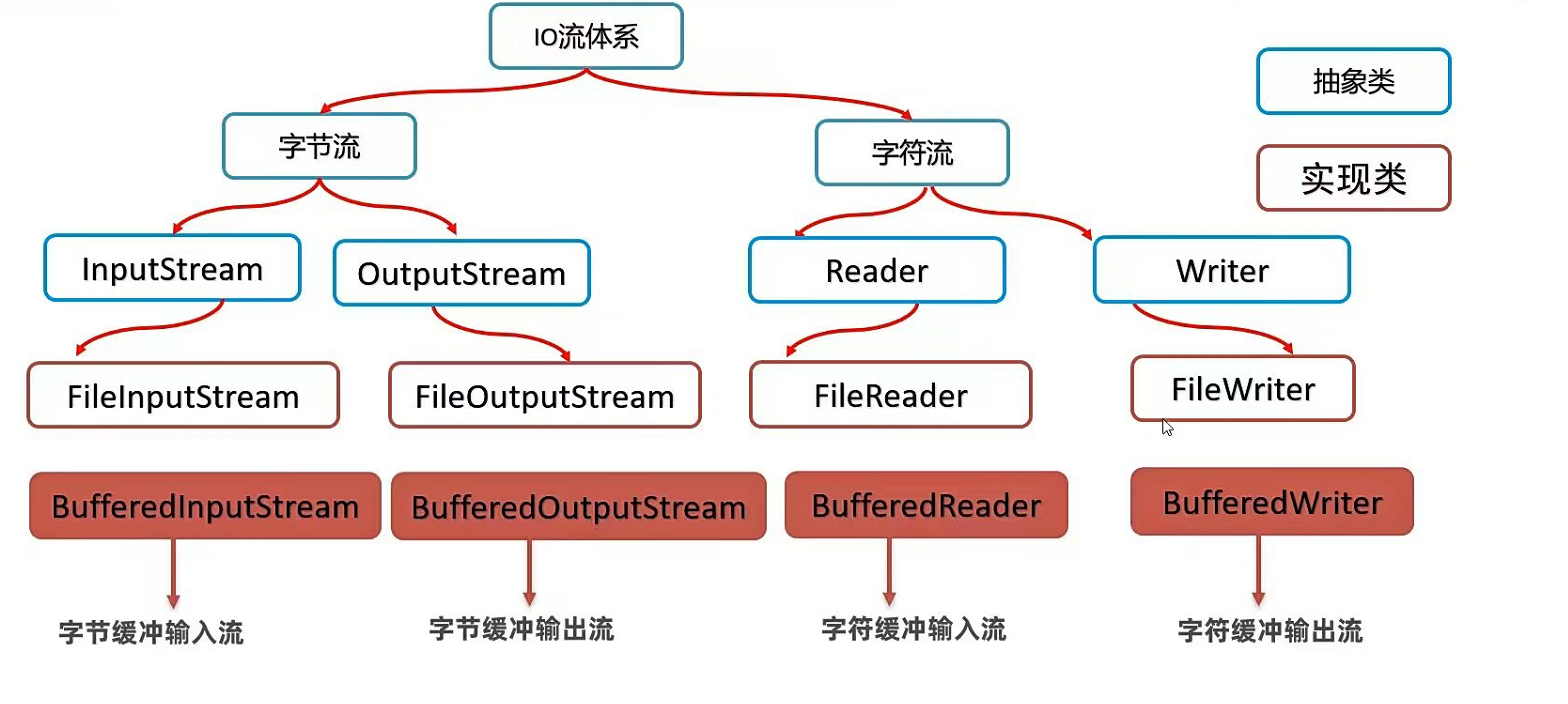 IO流体系
抽象类
字节流
字符流
实现类
InputStream
OutputStream
Reader
Writer
FileInputStream
FileOutputStream
FileReader
FileWriter
BufferedInputStream
BufferedOutputStream
BufferedReader
BufferedWriter
字节缓冲输入流
字节缓冲输出流
字符缓冲输入流
字符缓冲输出流